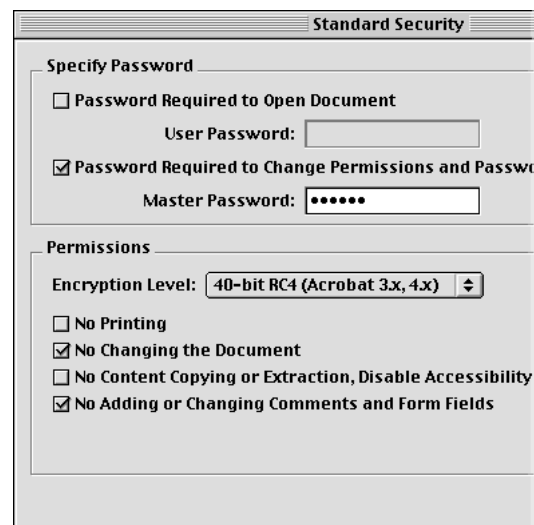 Standard Security
Specify Password
Password Required to Open Document
User Password:
Password Required to Change Permissions and Passwo
Master Password: ••••••
Permissions
Encryption Level: 40-bit RC4 (Acrobat 3.x, 4.x)
No Printing
No Changing the Document
No Content Copying or Extraction, Disable Accessibility
No Adding or Changing Comments and Form Fields